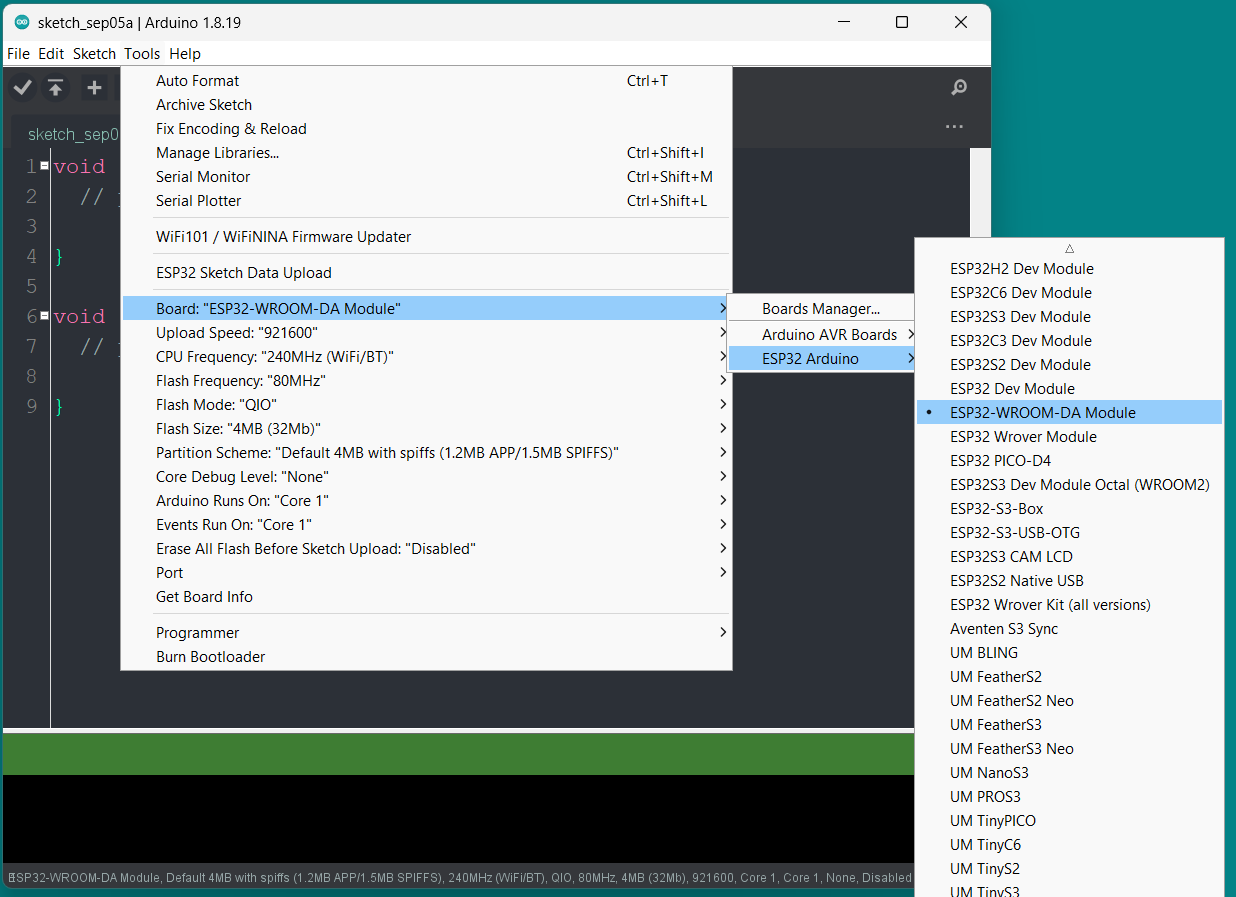 sketch_sep05a | Arduino 1.8.19
File Edit Sketch Tools Help
sketch_sep0
1 void
2 //
3
4 }
5
6 void
7 //
8
9 }
Auto Format Ctrl+T
Archive Sketch
Fix Encoding & Reload
Manage Libraries... Ctrl+Shift+I
Serial Monitor Ctrl+Shift+M
Serial Plotter Ctrl+Shift+L
WiFi101 / WiFiNINA Firmware Updater
ESP32 Sketch Data Upload
Board: "ESP32-WROOM-DA Module"
Upload Speed: "921600"
CPU Frequency: "240MHz (WiFi/BT)"
Flash Frequency: "80MHz"
Flash Mode: "QIO"
Flash Size: "4MB (32Mb)"
Partition Scheme: "Default 4MB with spiffs (1.2MB APP/1.5MB SPIFFS)"
Core Debug Level: "None"
Arduino Runs On: "Core 1"
Events Run On: "Core 1"
Erase All Flash Before Sketch Upload: "Disabled"
Port
Get Board Info
Programmer
Burn Bootloader
Boards Manager...
Arduino AVR Boards
ESP32 Arduino
ESP32H2 Dev Module
ESP32C6 Dev Module
ESP32S3 Dev Module
ESP32C3 Dev Module
ESP32S2 Dev Module
ESP32 Dev Module
ESP32-WROOM-DA Module
ESP32 Wrover Module
ESP32 PICO-D4
ESP32S3 Dev Module Octal (WROOM2)
ESP32-S3-Box
ESP32-S3-USB-OTG
ESP32S3 CAM LCD
ESP32S2 Native USB
ESP32 Wrover Kit (all versions)
Aventen S3 Sync
UM BLING
UM FeatherS2
UM FeatherS2 Neo
UM FeatherS3
UM FeatherS3 Neo
UM NanoS3
UM PROS3
UM TinyPICO
UM TinyC6
UM TinyS2
UM TinyS3
ESP32-WROOM-DA Module, Default 4MB with spiffs (1.2MB APP/1.5MB SPIFFS), 240MHz (WiFi/BT), QIO, 80MHz, 4MB (32Mb), 921600, Core 1, Core 1, None, Disabled